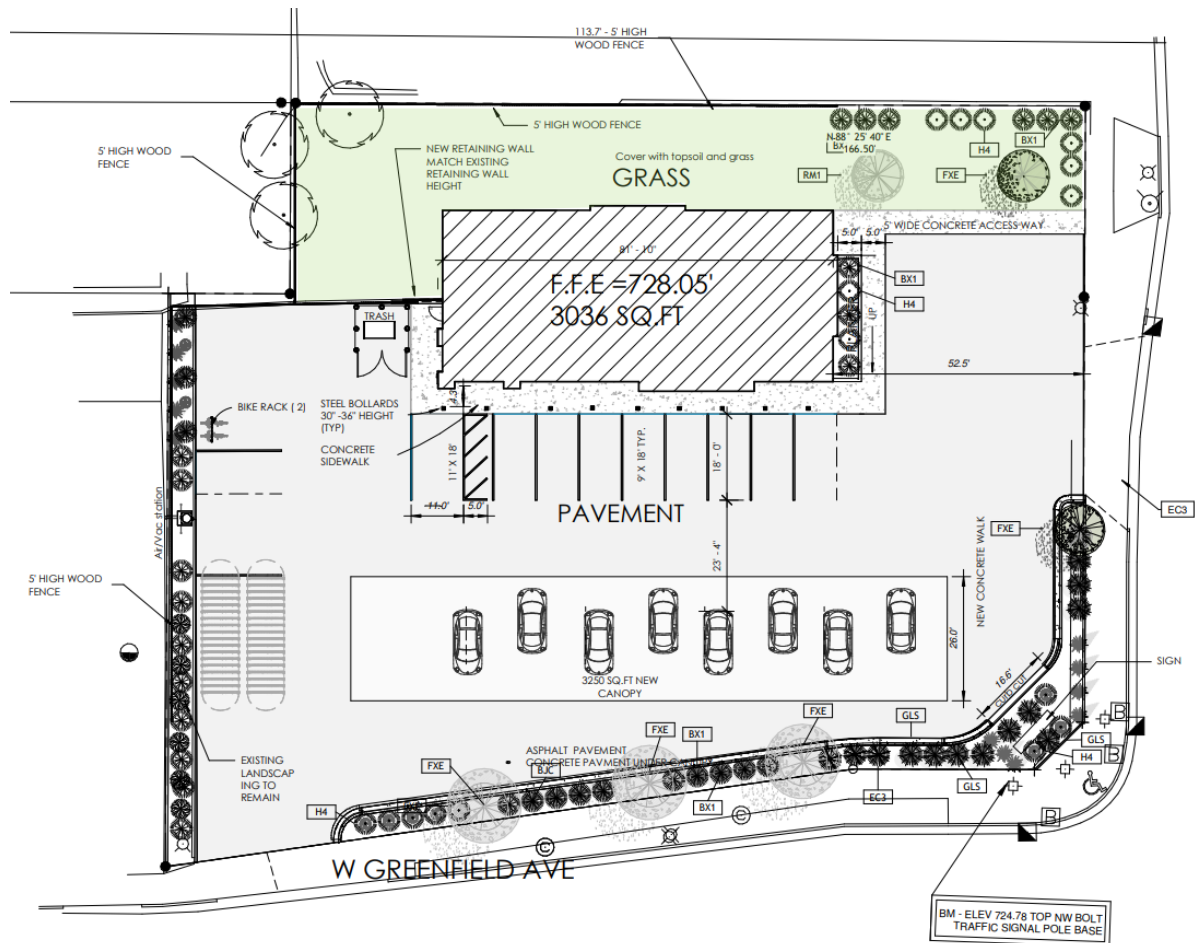 113.7' - 5' HIGH
WOOD FENCE
5' HIGH WOOD FENCE
5' HIGH WOOD
FENCE
NEW RETAINING WALL
MATCH EXISTING
RETAINING WALL
HEIGHT
Cover with topsoil and grass
GRASS
N-88° 25' 40" E
166.50'
H4
BX1
RM1
FXE
5' WIDE CONCRETE ACCESS WAY
5.0'
5.0'
81' - 10"
F.F.E =728.05'
3036 SQ.FT
BX1
H4
UP
52.5'
TRASH
BIKE RACK ( 2)
STEEL BOLLARDS
30" -36" HEIGHT
(TYP)
CONCRETE
SIDEWALK
4.3'
11' X 18'
9' X 18' TYP.
18' - 0"
11.0'
5.0'
PAVEMENT
23' - 4"
Air/Vac station
FXE
EC3
NEW CONCRETE WALK
5' HIGH WOOD
FENCE
26.0'
3250 SQ.FT NEW
CANOPY
16.6'
CURB CUT
SIGN
FXE
FXE
BX1
GLS
GLS
H4
B
B
B
EXISTING
LANDSCAP
ING TO
REMAIN
ASPHALT PAVEMENT
CONCRETE PAVMENT UNDER
FXE
BJC
BX1
EC3
GLS
H4
C
C
W GREENFIELD AVE
BM - ELEV 724.78 TOP NW BOLT
TRAFFIC SIGNAL POLE BASE